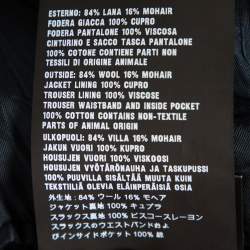 ESTERNO: 84% LANA 16% MOHAIR
FODERA GIACCA 100% CUPRO
FODERA PANTALONE 100% VISCOSA
CINTURINO E SACCO TASCA PANTALONE
100% COTONE CONTIENE PARTI NON
TESSILI DI ORIGINE ANIMALE
OUTSIDE: 84% WOOL 16% MOHAIR
JACKET LINING 100% CUPRO
TROUSER LINING 100% VISCOSE
TROUSER WAISTBAND AND INSIDE POCKET
100% COTTON CONTAINS NON-TEXTILE
PARTS OF ANIMAL ORIGIN
ULKOPUOLI: 84% VILLA 16% MOHAIR
JAKUN VUORI 100% KUPRO
HOUSUJEN VUORI 100% VISKOOSI
HOUSUJEN VYÖTÄRÖNAUHA JA TASKUPUSSI
100% PUUVILLA SISÄLTÄÄ MUUTA KUIN
TEKSTIILIÄ OLEVIA ELÄINPERÄISIÄ OSIA
外生地: 84% ウール 16% モヘア
ジャケット裏地 100% キュプラ
スラックス裏地 100% ビスコースレーヨン
スラックスのウエストバンドおよ
びインサイドポケット 100%